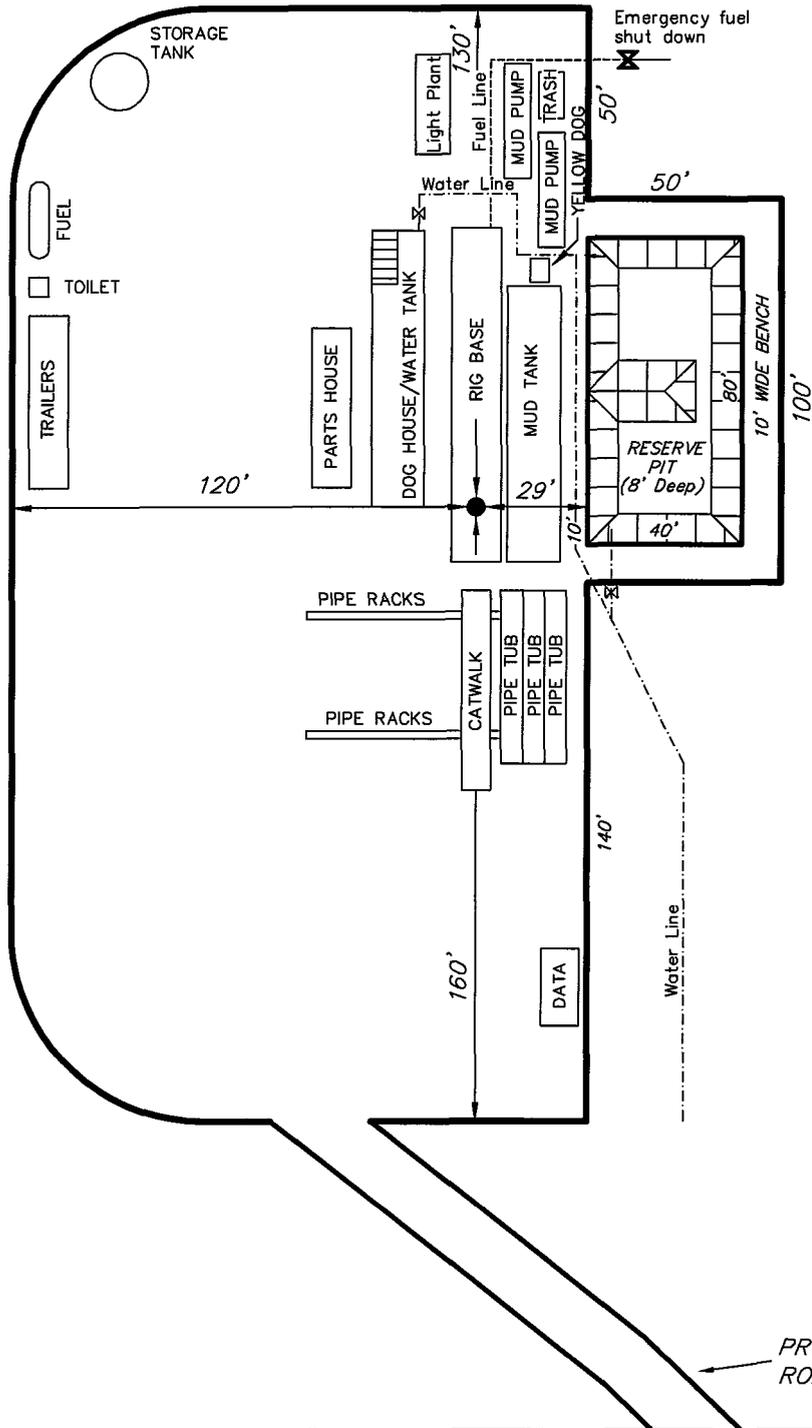 STORAGE
TANK
Emergency fuel
shut down
130'
Light Plant
Fuel Line
MUD PUMP
TRASH
50'
MUD PUMP
YELLOW DOG
Water Line
50'
FUEL
TOILET
TRAILERS
PARTS HOUSE
DOG HOUSE/WATER TANK
RIG BASE
MUD TANK
10' WIDE BENCH
80'
100'
RESERVE
PIT
(8' Deep)
120'
29'
10'
40'
PIPE RACKS
PIPE RACKS
CATWALK
PIPE TUB
PIPE TUB
PIPE TUB
140'
160'
DATA
Water Line